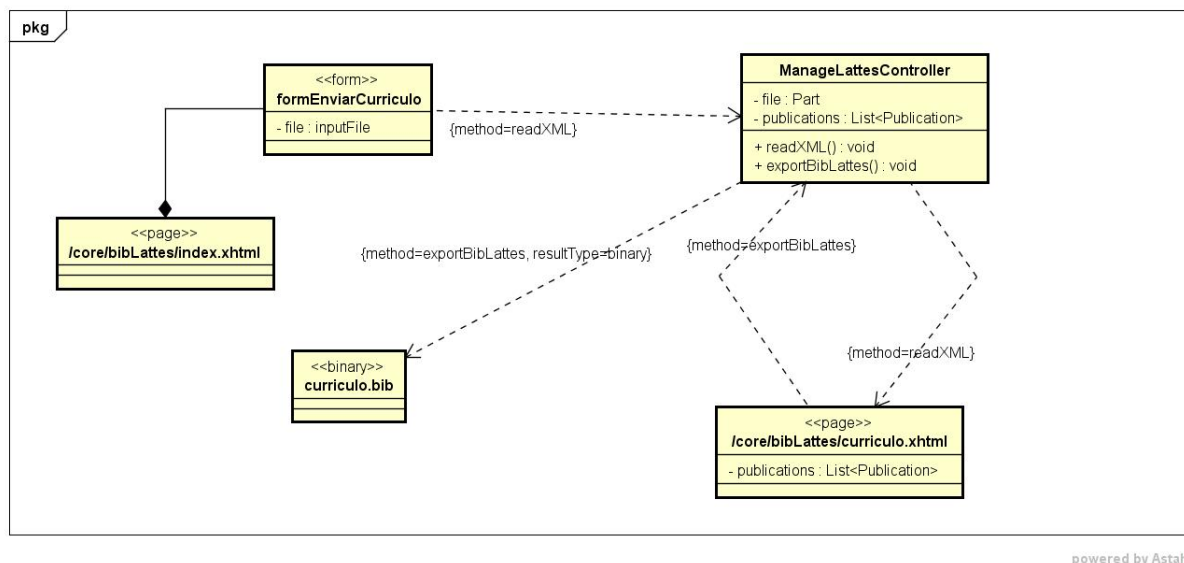 pkg
<<form>>
formEnviarCurriculo
- file : inputFile
{method=readXML}
ManageLattesController
- file : Part
- publications : List<Publication>
+ readXML() : void
+ exportBibLattes() : void
<<page>>
/core/bibLattes/index.xhtml
{method=exportBibLattes, resultType=binary}
{method=exportBibLattes}
<<binary>>
curriculo.bib
{method=readXML}
<<page>>
/core/bibLattes/curriculo.xhtml
- publications : List<Publication>
powered by Astah